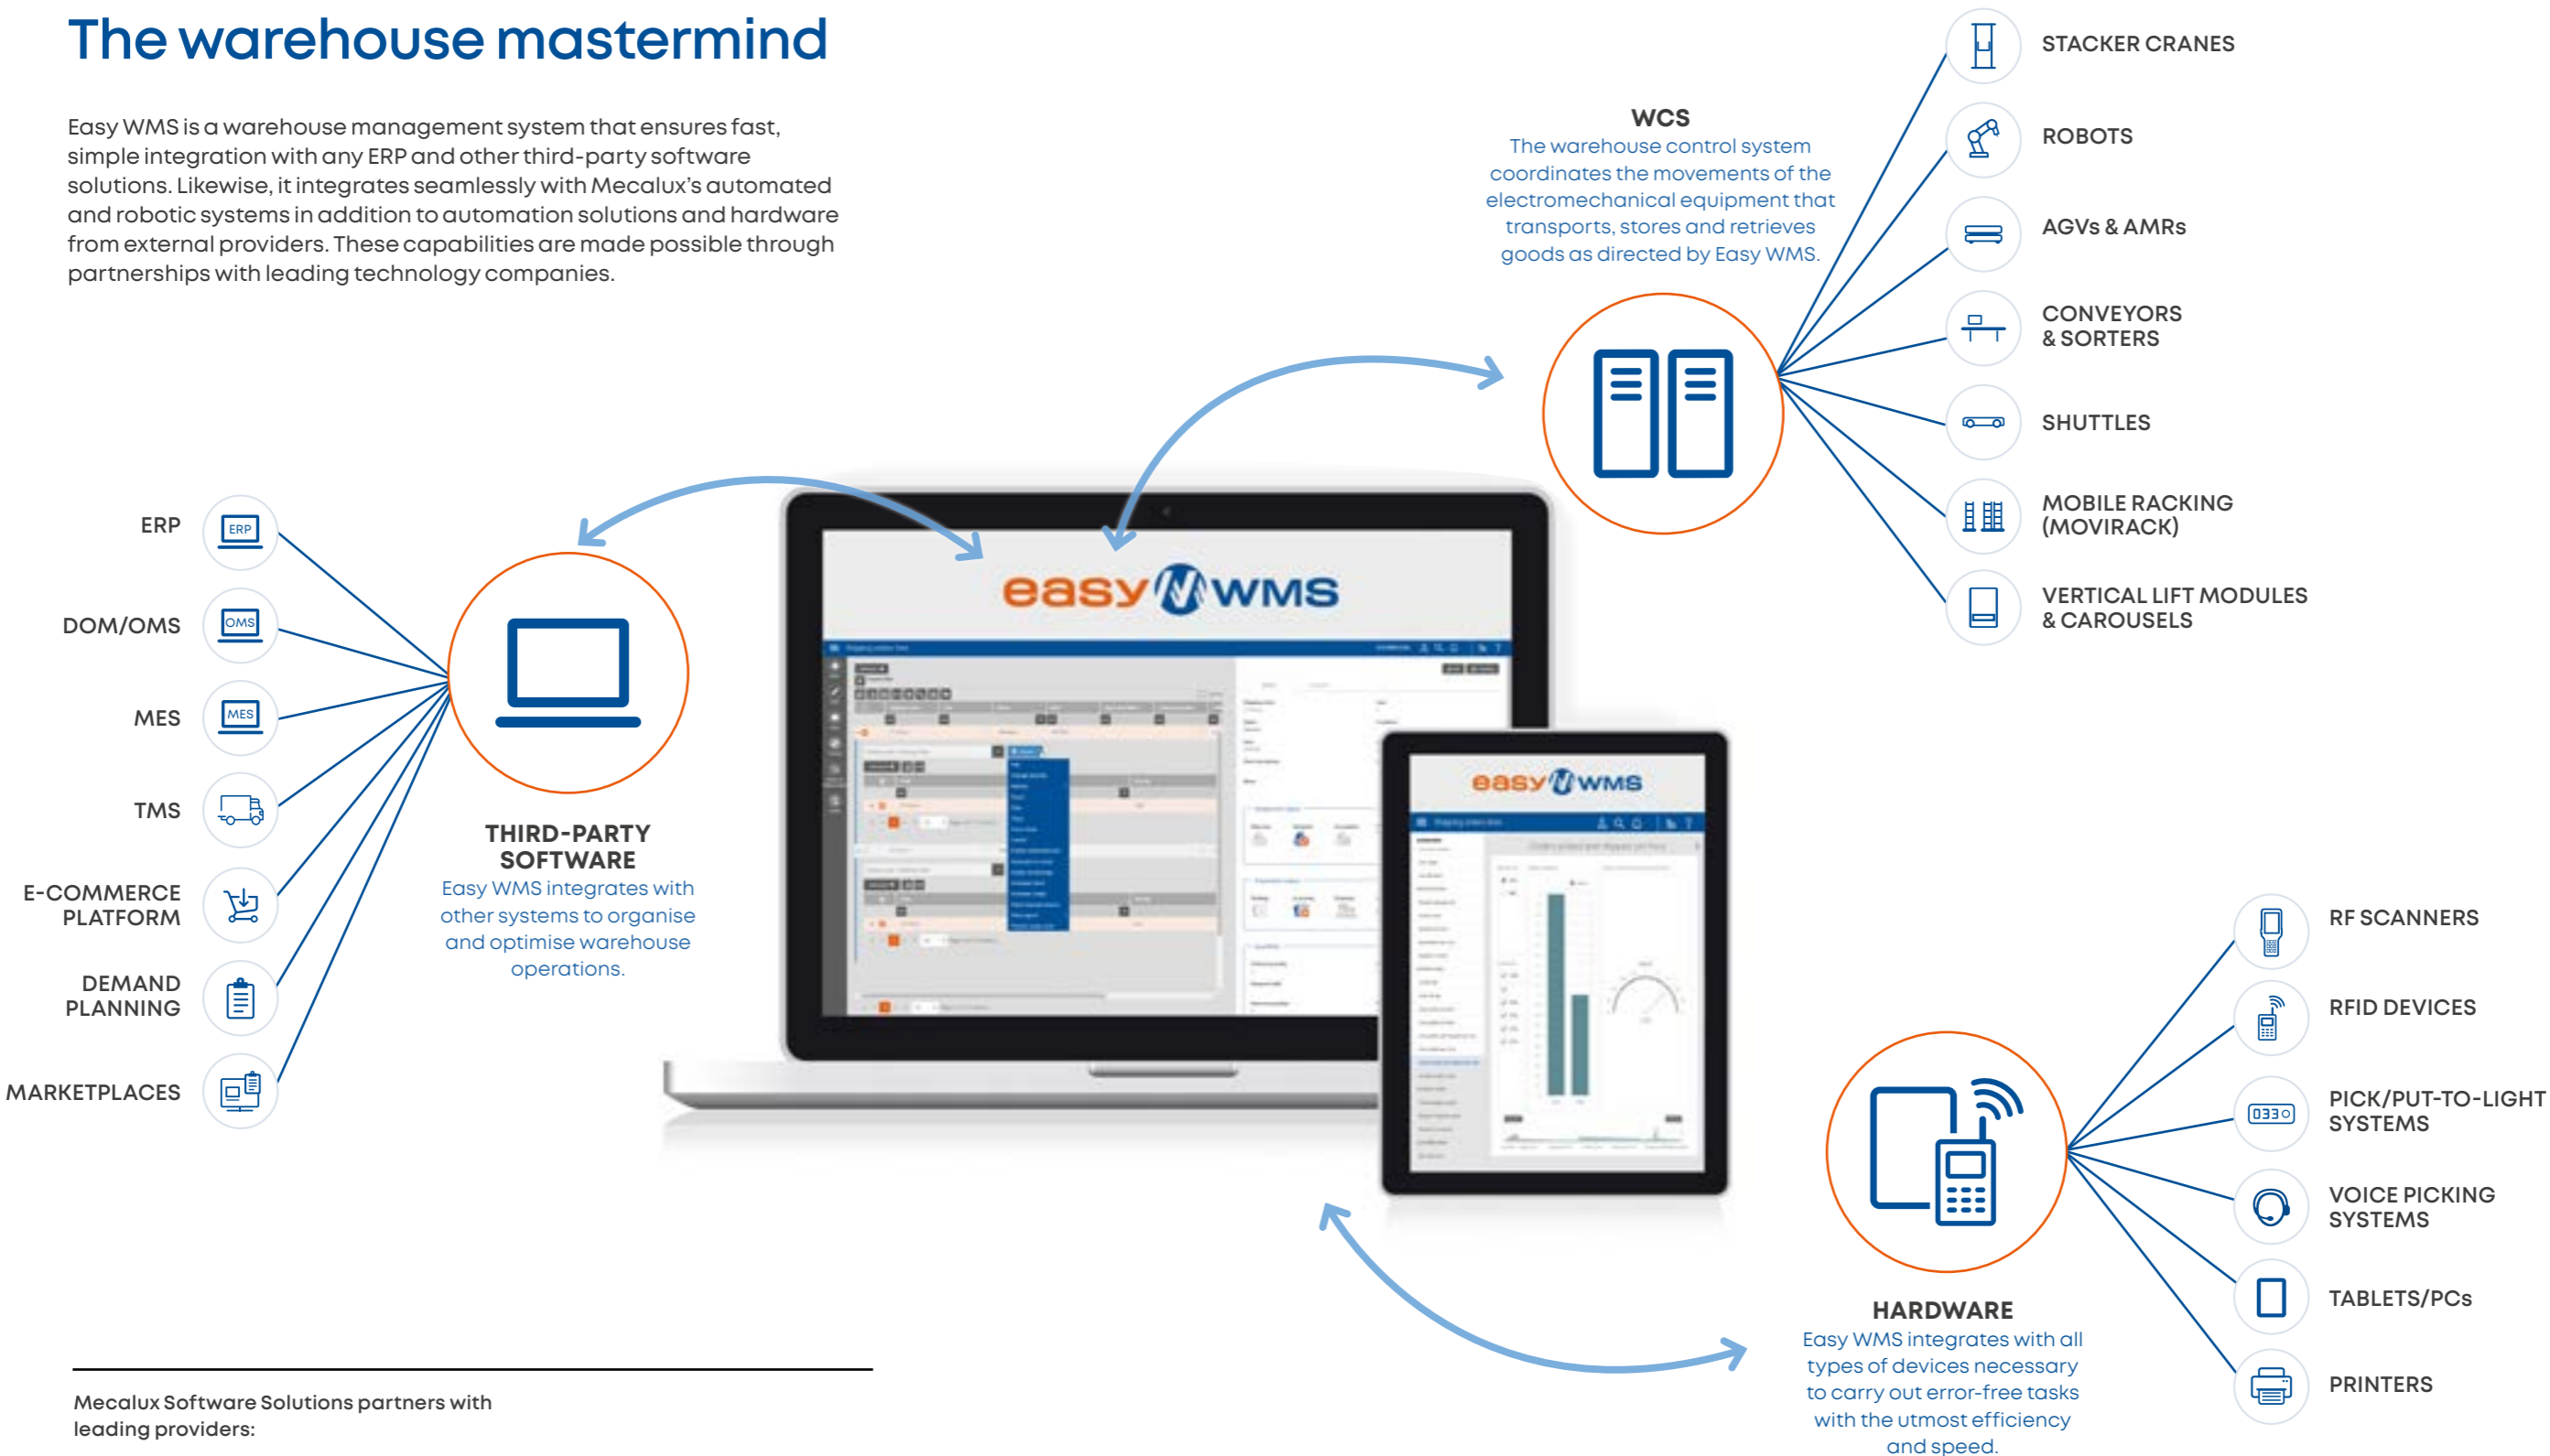 The warehouse mastermind
Easy WMS is a warehouse management system that ensures fast,
simple integration with any ERP and other third-party software
solutions. Likewise, it integrates seamlessly with Mecalux's automated
and robotic systems in addition to automation solutions and hardware
from external providers. These capabilities are made possible through
partnerships with leading technology companies.
WCS
The warehouse control system
coordinates the movements of the
electromechanical equipment that
transports, stores and retrieves
goods as directed by Easy WMS.
STACKER CRANES
ROBOTS
AGVs & AMRs
CONVEYORS
& SORTERS
SHUTTLES
MOBILE RACKING
(MOVIRACK)
VERTICAL LIFT MODULES
& CAROUSELS
ERP
ERP
DOM/OMS
OMS
MES
MES
TMS
E-COMMERCE
PLATFORM
DEMAND
PLANNING
MARKETPLACES
THIRD-PARTY
SOFTWARE
Easy WMS integrates with
other systems to organise
and optimise warehouse
operations.
easy WMS
easy WMS
RF SCANNERS
RFID DEVICES
033
PICK/PUT-TO-LIGHT
SYSTEMS
VOICE PICKING
SYSTEMS
TABLETS/PCs
PRINTERS
HARDWARE
Easy WMS integrates with all
types of devices necessary
to carry out error-free tasks
with the utmost efficiency
and speed.
Mecalux Software Solutions partners with
leading providers: